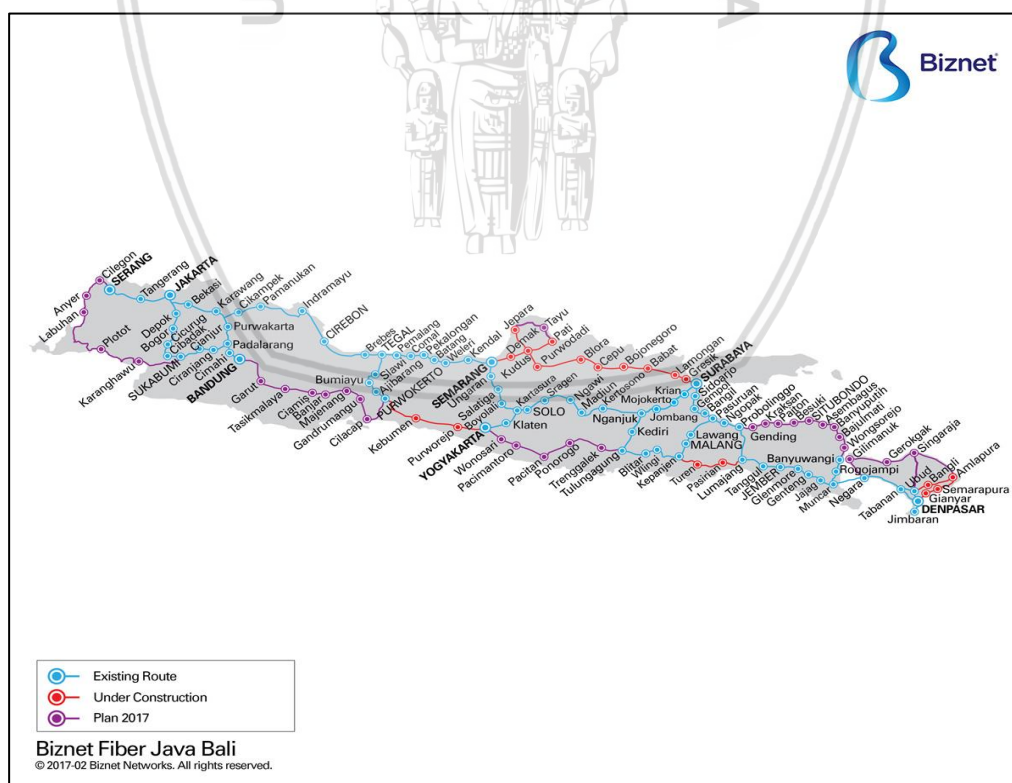 U
A
Biznet
Cilegon
SERANG
Anyer
Labuhan
Tangerang
JAKARTA
Bekasi
Karawang
Cikampek
Pamanukan
Indramayu
Plotot
Depok
Bogor
Cicurug
Cibadak
Cianjur
Purwakarta
Padalarang
CIREBON
Karanghawu
SUKABUMI
Ciranjang
Cimahi
BANDUNG
Brebes
TEGAL
Pemalang
Comal
Pekalongan
Batang
Weleri
Kendal
Jepara
Tayu
Demak
Pati
Kudus
Purwodadi
Blora
Cepu
Bojonegoro
Babat
Lamongan
Gresik
SURABAYA
Slawi
Bumiayu
Ajibarang
PURWOKERTO
SEMARANG
Ungaran
Salatiga
Boyolali
Kartasura
Sragen
Ngawi
Madiun
Kertosono
Mojokerto
Krian
Sidoarjo
Gempol
Bangil
Pasuruan
Ngopak
Probolinggo
Kraksan
Paiton
Besuki
SITUBONDO
Asembagus
Banyuputih
Bajulmati
Wongsorejo
Gilimanuk
Gerokgak
Singaraja
Garut
Tasikmalaya
Ciamis
Banjar
Majenang
Gandrumangu
Cilacap
Kebumen
Purworejo
YOGYAKARTA
SOLO
Klaten
Wonosari
Pacimantoro
Pacitan
Ponorogo
Trenggalek
Tulungagung
Nganjuk
Jombang
Kediri
Lawang
MALANG
Gending
Blitar
Wlingi
Kepanjen
Turen
Pasirian
Lumajang
Tanggul
JEMBER
Glenmore
Genteng
Jajag
Muncar
Banyuwangi
Rogojampi
Negara
Tabanan
Ubud
Bangli
Amlapura
Semarapura
Gianyar
DENPASAR
Jimbaran
Existing Route
Under Construction
Plan 2017
Biznet Fiber Java Bali
© 2017-02 Biznet Networks. All rights reserved.